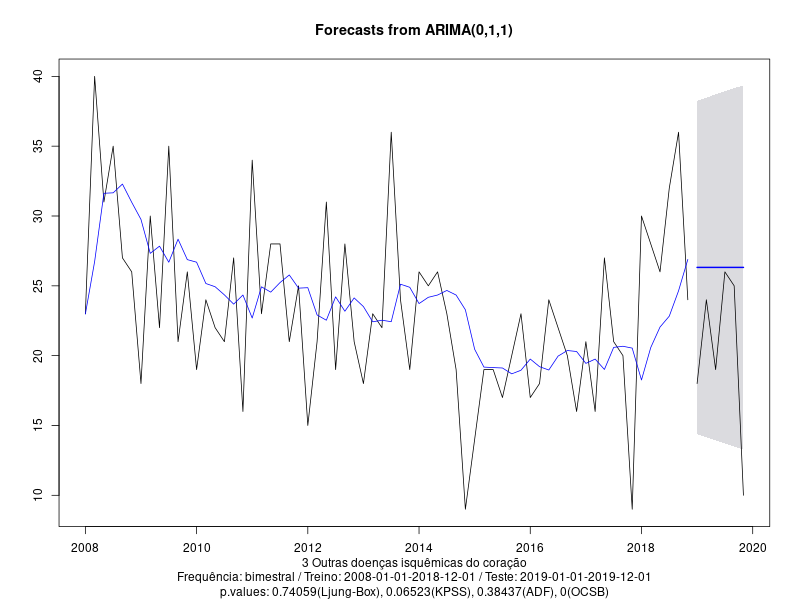 Forecasts from ARIMA(0,1,1)
40
35
30
25
20
15
10
2008 2010 2012 2014 2016 2018 2020
3 Outras doenças isquêmicas do coração
Frequência: bimestral / Treino: 2008-01-01-2018-12-01 / Teste: 2019-01-01-2019-12-01
p.values: 0.74059(Ljung-Box), 0.06523(KPSS), 0.38437(ADF), 0(OCSB)